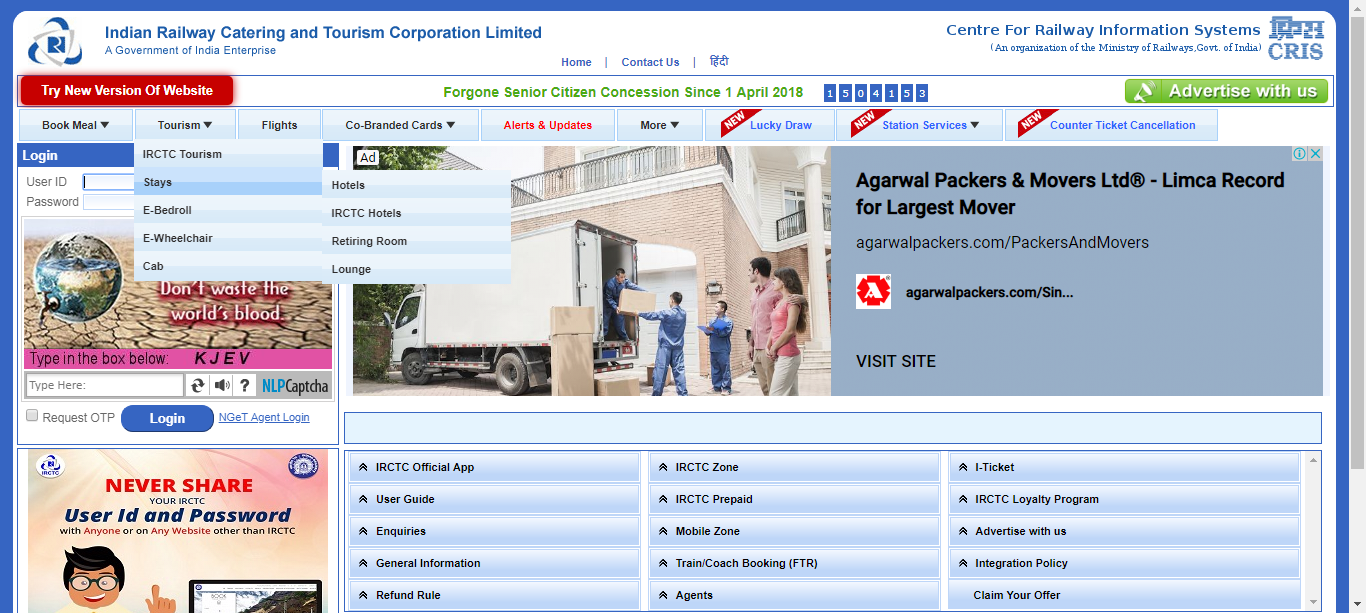 Indian Railway Catering and Tourism Corporation Limited
A Government of India Enterprise
Centre For Railway Information Systems
(An organization of the Ministry of Railways,Govt. of India)
CRIS
IR
Home | Contact Us | हिंदी
Try New Version Of Website
Forgone Senior Citizen Concession Since 1 April 2018 1 5 0 4 1 5 3
Advertise with us
Book Meal Tourism Flights Co-Branded Cards Alerts & Updates More NEW Lucky Draw NEW Station Services NEW Counter Ticket Cancellation
Login
User ID
Password
IRCTC Tourism
Stays
E-Bedroll
E-Wheelchair
Cab
Hotels
IRCTC Hotels
Retiring Room
Lounge
Don't waste the
world's blood.
Type in the box below: KJEV
Type Here:
? NLPCaptcha
Request OTP Login NGeT Agent Login
Ad
Agarwal Packers & Movers Ltd® - Limca Record
for Largest Mover
agarwalpackers.com/PackersAndMovers
agarwalpackers.com/Sin...
VISIT SITE
IRCTC
NEVER SHARE
YOUR IRCTC
User Id and Password
with Anyone or on Any Website other than IRCTC
IRCTC Official App IRCTC Zone I-Ticket
User Guide IRCTC Prepaid IRCTC Loyalty Program
Enquiries Mobile Zone Advertise with us
General Information Train/Coach Booking (FTR) Integration Policy
Refund Rule Agents Claim Your Offer